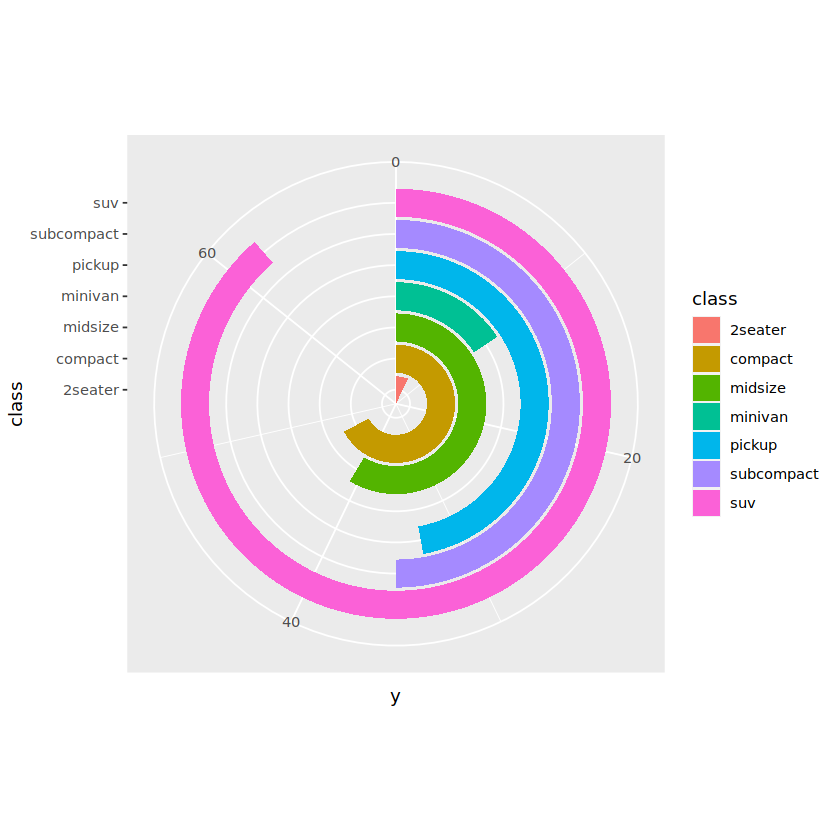 0
suv
subcompact
60
pickup
minivan
midsize
compact
2seater
class
20
40
y
class
2seater
compact
midsize
minivan
pickup
subcompact
suv